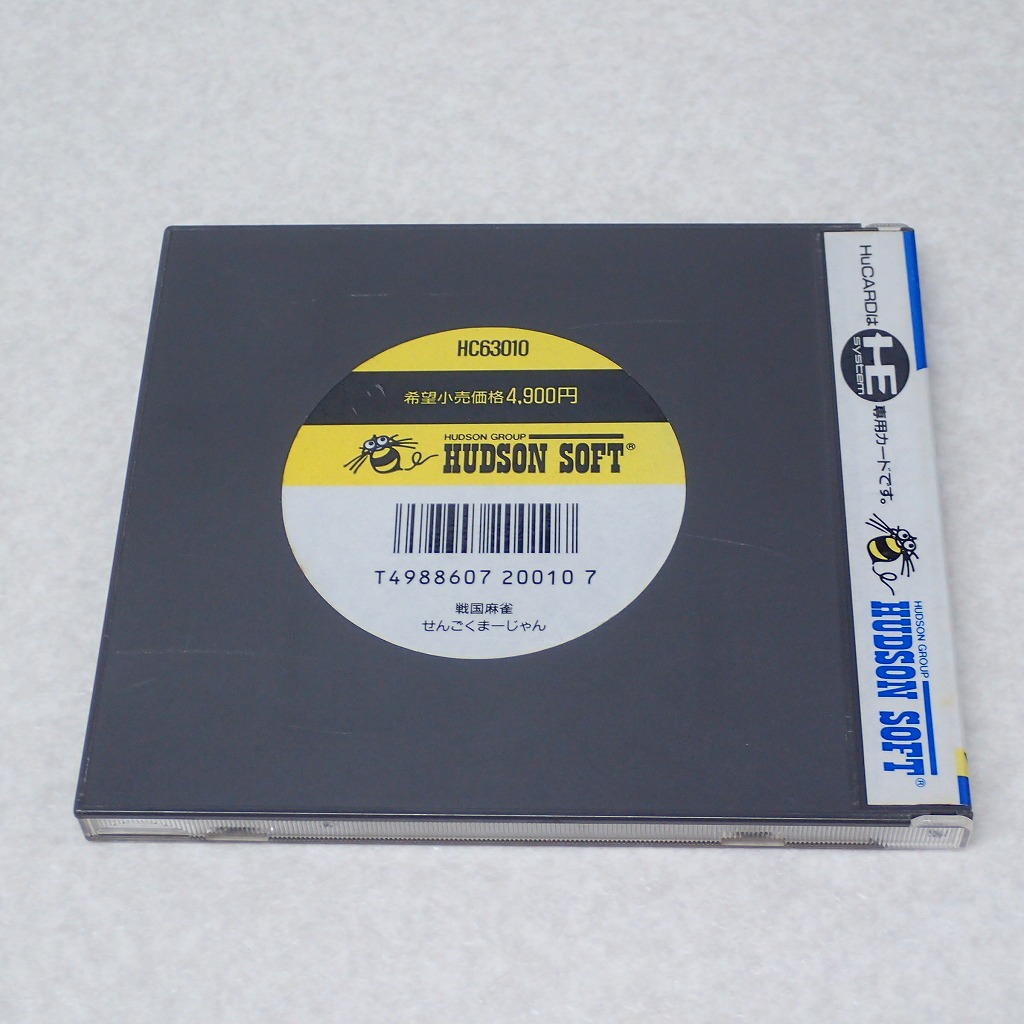 HC63010
希望小売価格4,900円
HUDSON GROUP
HUDSON SOFT®
T4988607 20010 7
戦国麻雀
せんごくまーじゃん
HuCARDは HE system 専用カードです。
HUDSON GROUP
HUDSON SOFT®